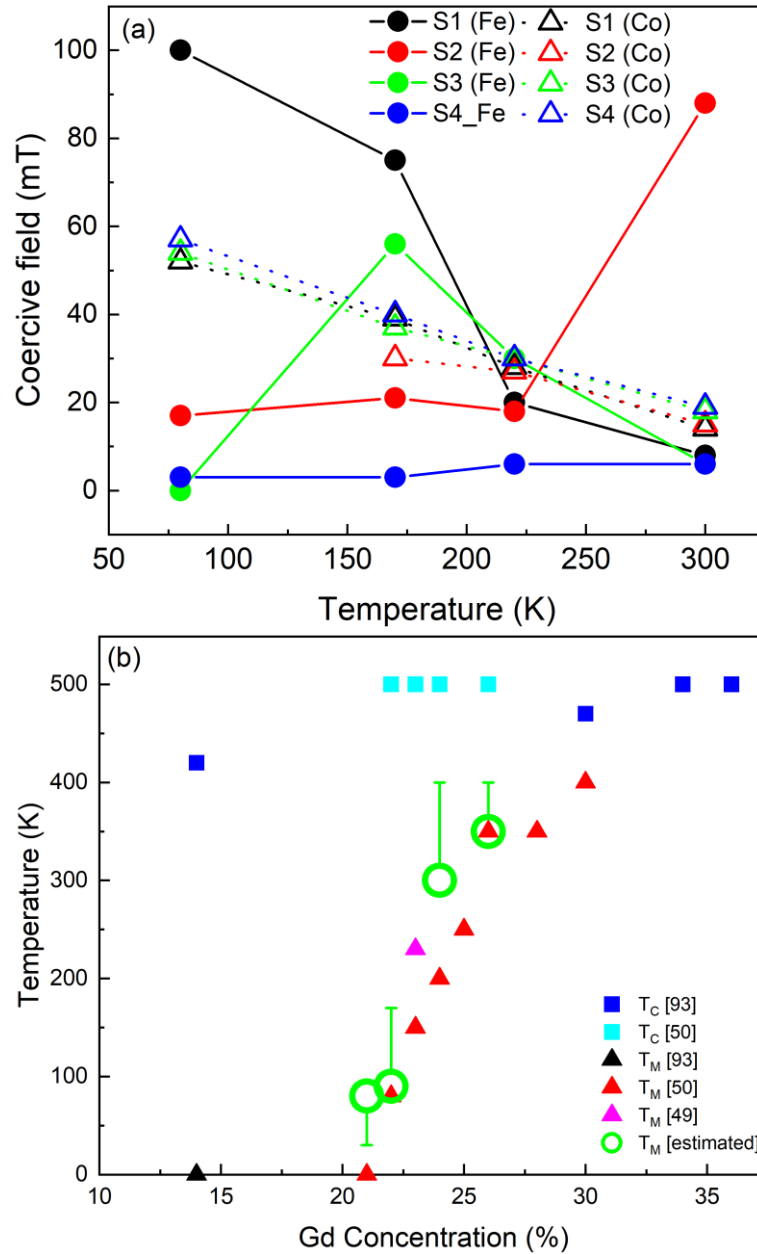 (a)
S1 (Fe) S1 (Co)
S2 (Fe) S2 (Co)
S3 (Fe) S3 (Co)
S4_Fe S4 (Co)
100
80
60
40
20
0
Coercive field (mT)
50 100 150 200 250 300
Temperature (K)
(b)
500
400
300
200
100
0
Temperature (K)
T_C [93]
T_C [50]
T_M [93]
T_M [50]
T_M [49]
T_M [estimated]
10 15 20 25 30 35
Gd Concentration (%)